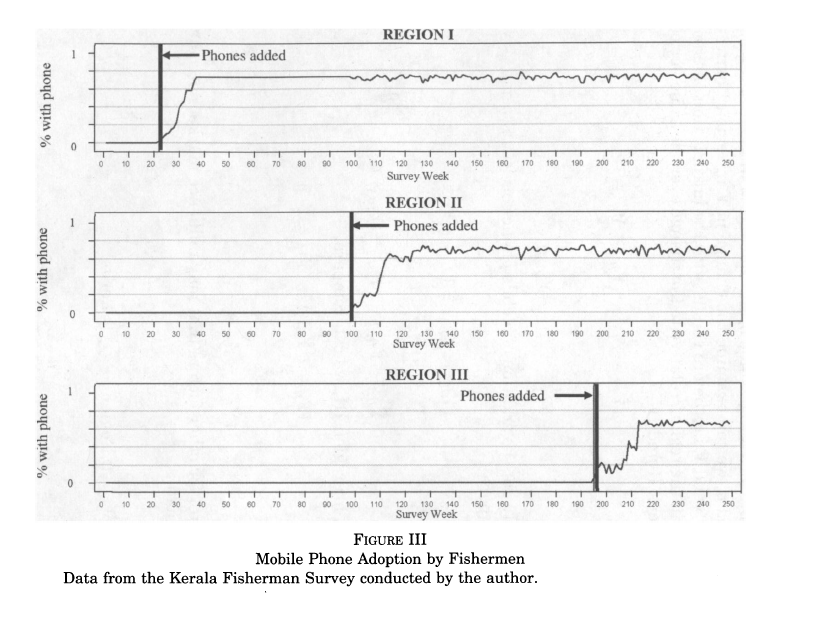 REGION I
1
Phones added
% with phone
0
0 10 20 30 40 50 60 70 80 90 100 110 120 130 140 150 160 170 180 190 200 210 220 230 240 250
Survey Week
REGION II
1
Phones added
% with phone
0
0 10 20 30 40 50 60 70 80 90 100 110 120 130 140 150 160 170 180 190 200 210 220 230 240 250
Survey Week
REGION III
1
Phones added
% with phone
0
0 10 20 30 40 50 60 70 80 90 100 110 120 130 140 150 160 170 180 190 200 210 220 230 240 250
Survey Week
FIGURE III
Mobile Phone Adoption by Fishermen
Data from the Kerala Fisherman Survey conducted by the author.